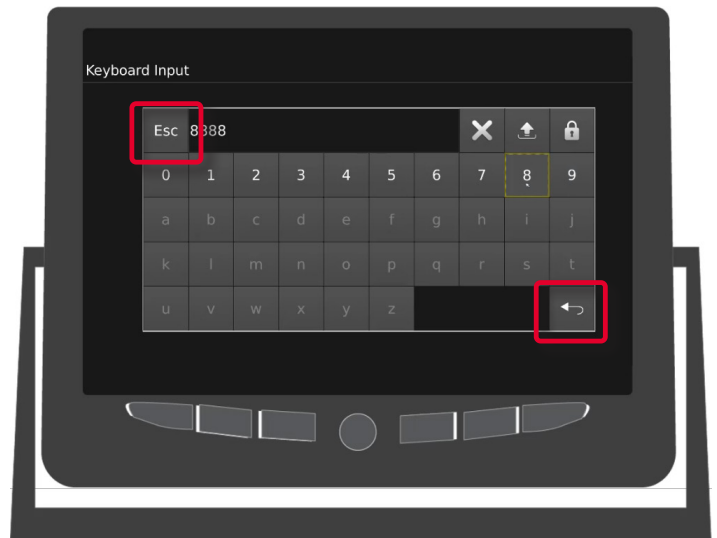 Keyboard Input
Esc 8888
0 1 2 3 4 5 6 7 8 9
a b c d e f g h i j
k l m n o p q r s t
u v w x y z